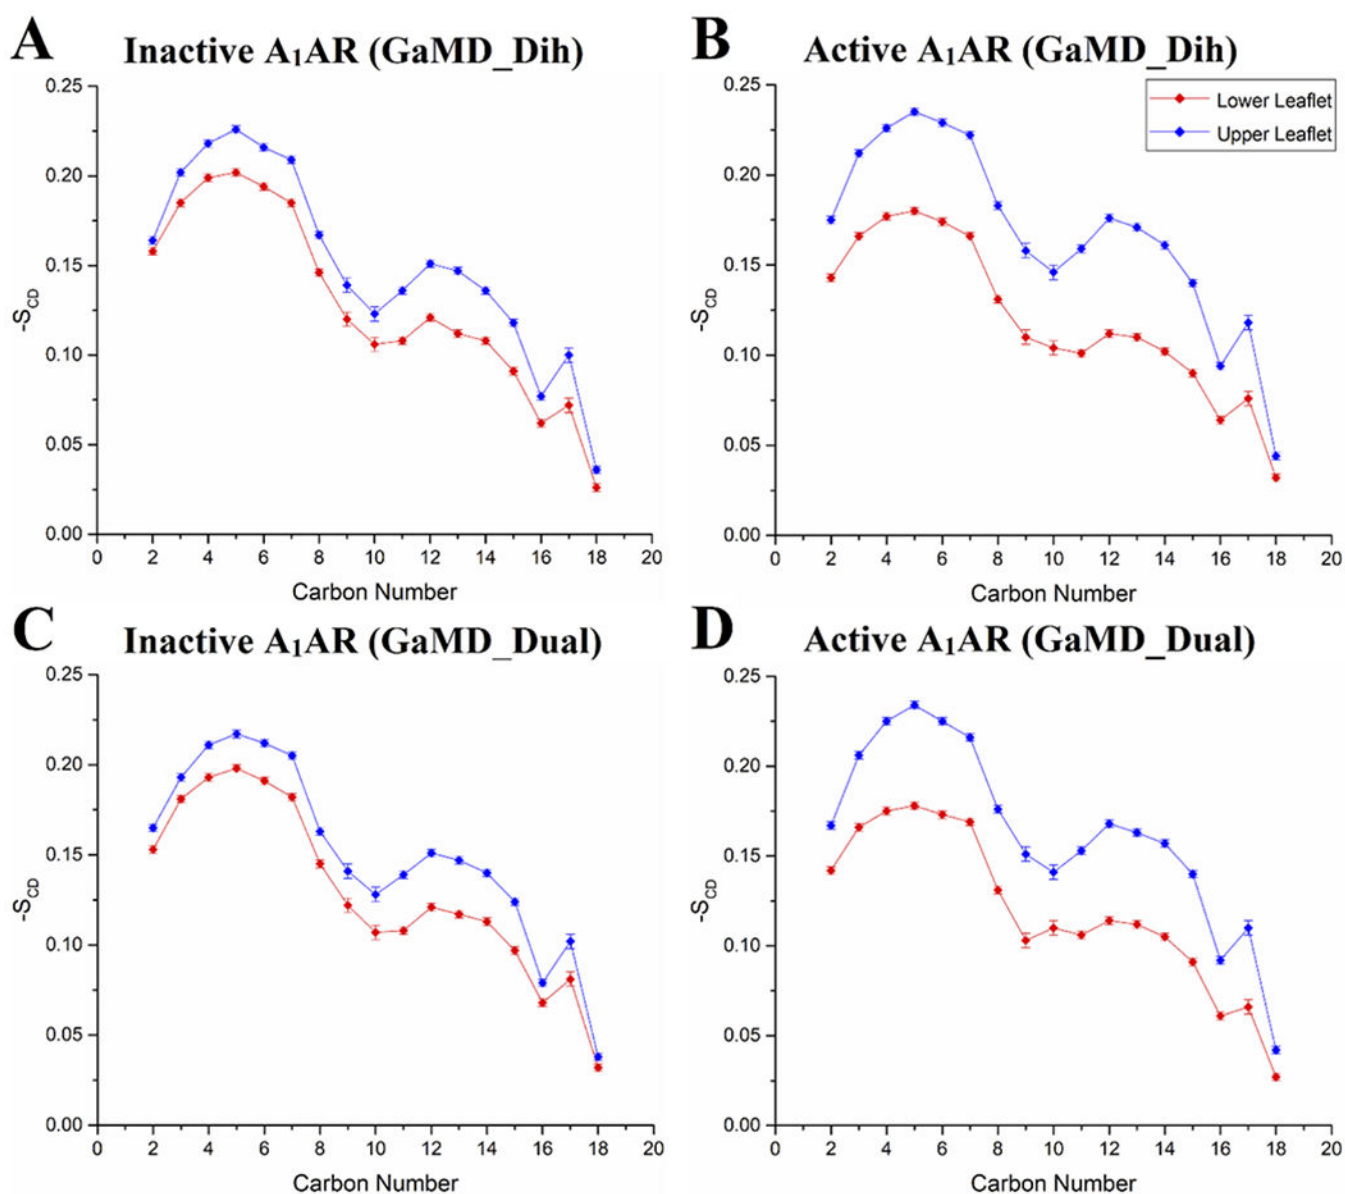 A Inactive A₁AR (GaMD_Dih)
0.25
0.20
0.15
0.10
0.05
0.00
-S_CD
0 2 4 6 8 10 12 14 16 18 20
Carbon Number
B Active A₁AR (GaMD_Dih)
Lower Leaflet
Upper Leaflet
0.25
0.20
0.15
0.10
0.05
0.00
-S_CD
0 2 4 6 8 10 12 14 16 18 20
Carbon Number
C Inactive A₁AR (GaMD_Dual)
0.25
0.20
0.15
0.10
0.05
0.00
-S_CD
0 2 4 6 8 10 12 14 16 18 20
Carbon Number
D Active A₁AR (GaMD_Dual)
0.25
0.20
0.15
0.10
0.05
0.00
-S_CD
0 2 4 6 8 10 12 14 16 18 20
Carbon Number